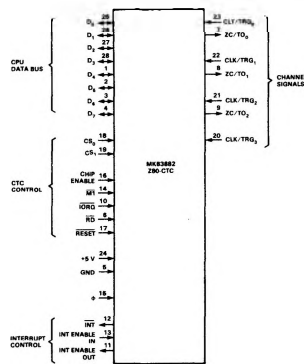 CPU
DATA BUS
D0 25
D1 26
D2 27
D3 28
D4 1
D5 2
D6 3
D7 4
CTC
CONTROL
CS0 18
CS1 19
CHIP
ENABLE 16
M1 14
IORQ 10
RD 6
RESET 17
+5 V 24
GND 5
Φ 15
INTERRUPT
CONTROL
INT 12
INT ENABLE
IN 13
INT ENABLE
OUT 11
MK63882
Z80-CTC
23 CLT/TRG0
7 ZC/TO0
22 CLK/TRG1
8 ZC/TO1
21 CLK/TRG2
9 ZC/TO2
20 CLK/TRG3
CHANNEL
SIGNALS